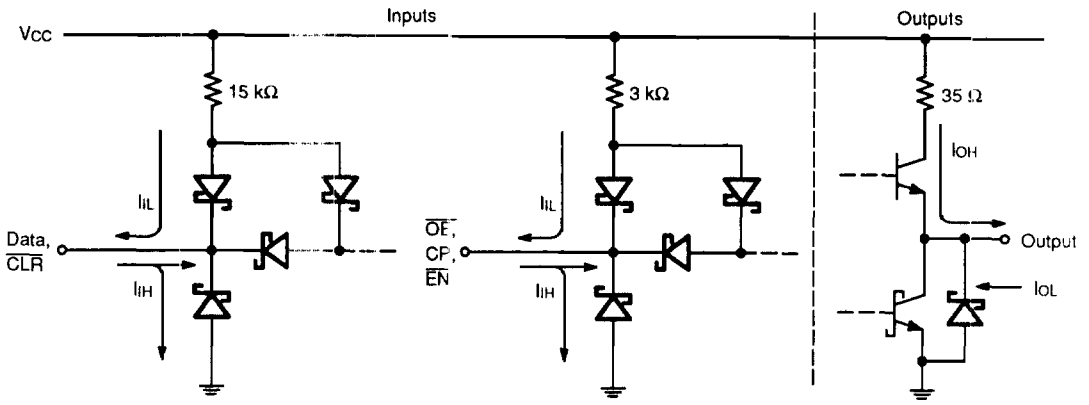 Inputs
Outputs
VCC
15 kΩ
3 kΩ
35 Ω
IIL
IIL
IOH
Data,
CLR
OE,
CP,
EN
Output
IIH
IIH
IOL